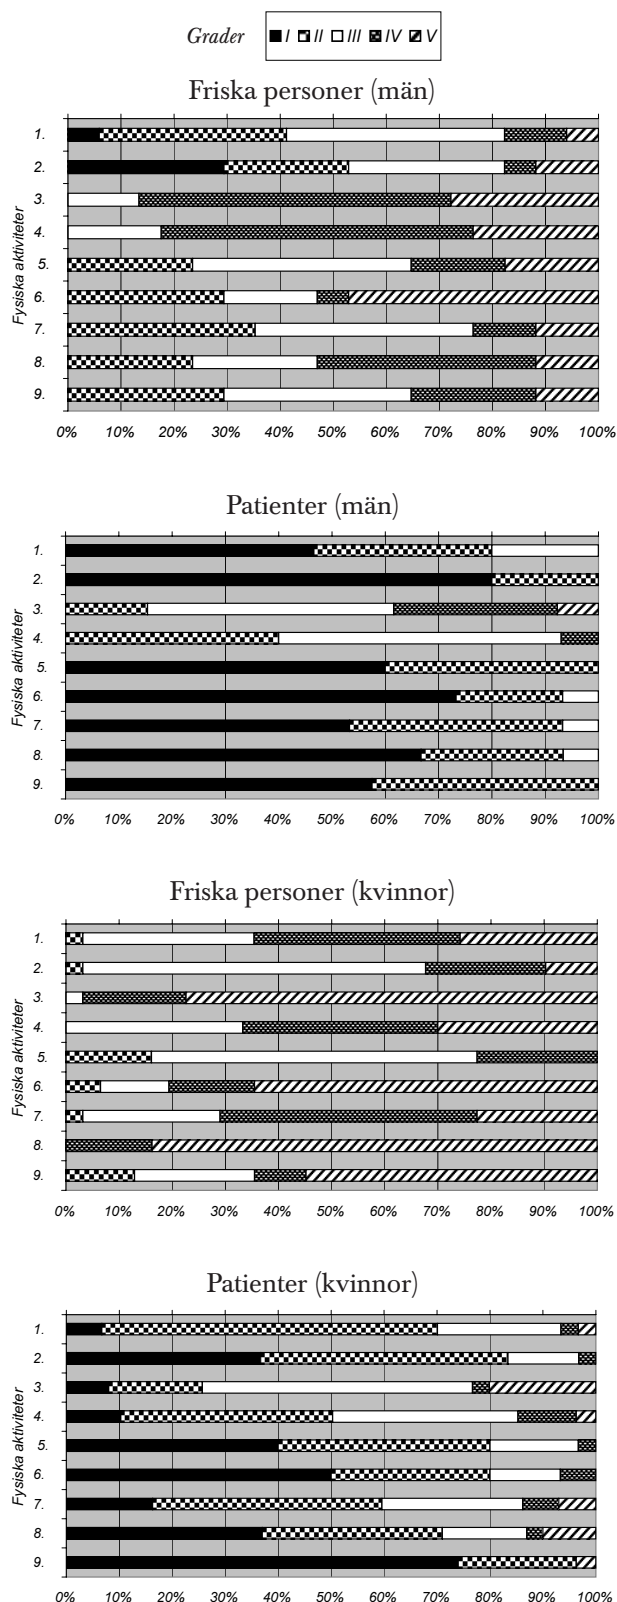 Grader I II III IV V
Friska personer (män)
Fysiska aktiviteter
1.
2.
3.
4.
5.
6.
7.
8.
9.
0% 10% 20% 30% 40% 50% 60% 70% 80% 90% 100%
Patienter (män)
Fysiska aktiviteter
1.
2.
3.
4.
5.
6.
7.
8.
9.
0% 10% 20% 30% 40% 50% 60% 70% 80% 90% 100%
Friska personer (kvinnor)
Fysiska aktiviteter
1.
2.
3.
4.
5.
6.
7.
8.
9.
0% 10% 20% 30% 40% 50% 60% 70% 80% 90% 100%
Patienter (kvinnor)
Fysiska aktiviteter
1.
2.
3.
4.
5.
6.
7.
8.
9.
0% 10% 20% 30% 40% 50% 60% 70% 80% 90% 100%